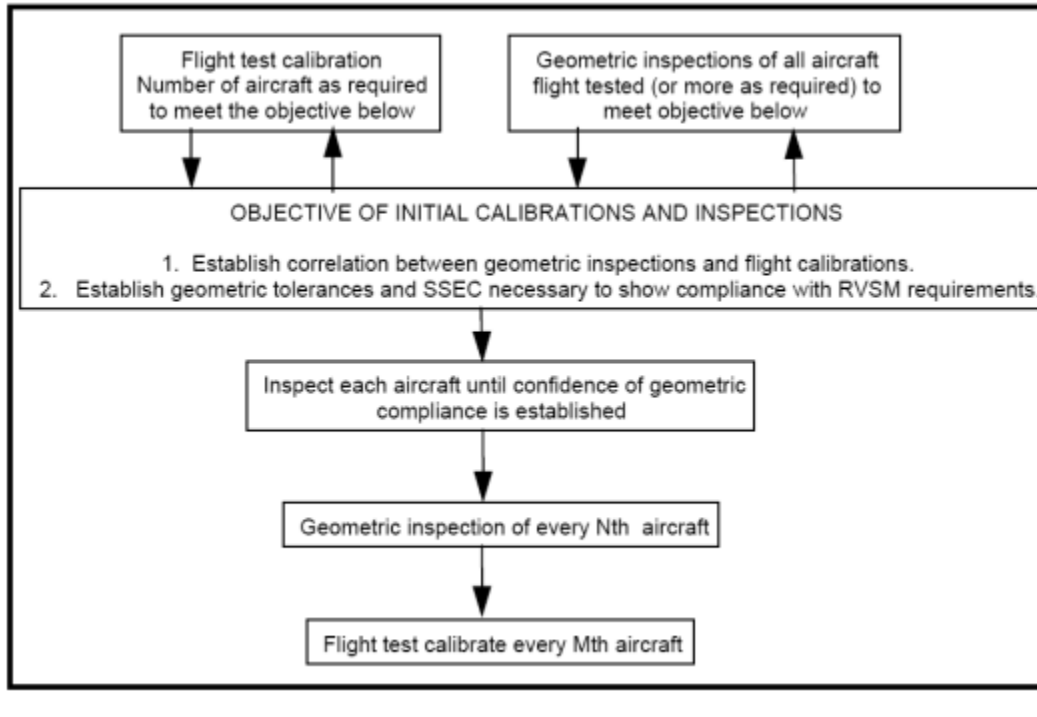 Flight test calibration
Number of aircraft as required
to meet the objective below
Geometric inspections of all aircraft
flight tested (or more as required) to
meet objective below
OBJECTIVE OF INITIAL CALIBRATIONS AND INSPECTIONS
1. Establish correlation between geometric inspections and flight calibrations.
2. Establish geometric tolerances and SSEC necessary to show compliance with RVSM requirements.
Inspect each aircraft until confidence of geometric
compliance is established
Geometric inspection of every Nth aircraft
Flight test calibrate every Mth aircraft